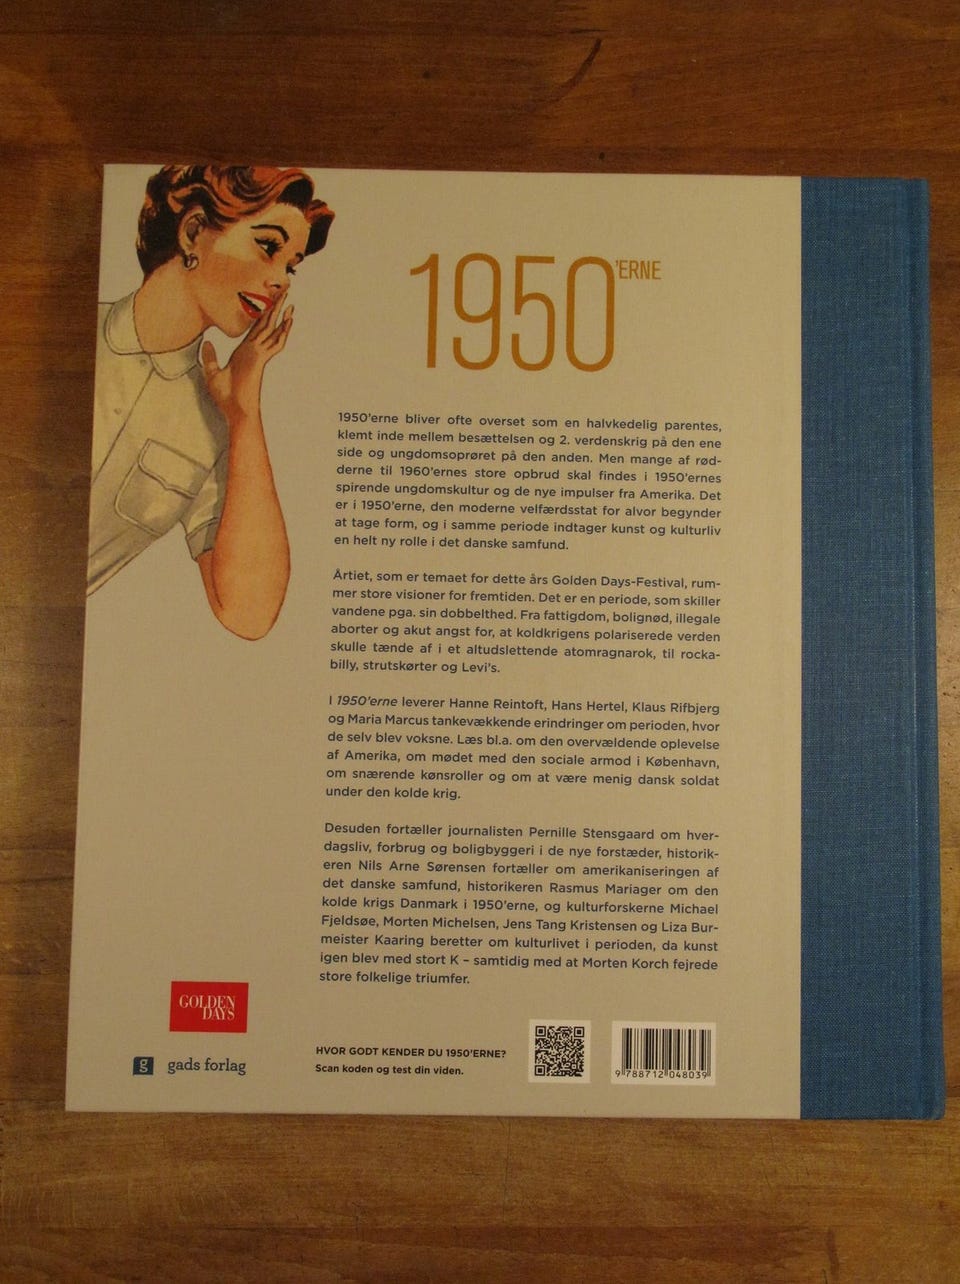 1950'ERNE
1950'erne bliver ofte overset som en halvkedelig parentes,
klemt inde mellem besættelsen og 2. verdenskrig på den ene
side og ungdomsoprøret på den anden. Men mange af rød-
derne til 1960'ernes store opbrud skal findes i 1950'ernes
spirende ungdomskultur og de nye impulser fra Amerika. Det
er i 1950'erne, den moderne velfærdsstat for alvor begynder
at tage form, og i samme periode indtager kunst og kulturliv
en helt ny rolle i det danske samfund.
Årtiet, som er temaet for dette års Golden Days-Festival, rum-
mer store visioner for fremtiden. Det er en periode, som skiller
vandene pga. sin dobbelthed. Fra fattigdom, bolignød, illegale
aborter og akut angst for, at koldkrigens polariserede verden
skulle tænde af i et altudslettende atomragnarok, til rocka-
billy, strutskørter og Levi's.
I 1950'erne leverer Hanne Reintoft, Hans Hertel, Klaus Rifbjerg
og Maria Marcus tankevækkende erindringer om perioden, hvor
de selv blev voksne. Læs bl.a. om den overvældende oplevelse
af Amerika, om mødet med den sociale armod i København,
om snærende kønsroller og om at være menig dansk soldat
under den kolde krig.
Desuden fortæller journalisten Pernille Stensgaard om hver-
dagsliv, forbrug og boligbyggeri i de nye forstæder, historik-
eren Nils Arne Sørensen fortæller om amerikaniseringen af
det danske samfund, historikeren Rasmus Mariager om den
kolde krigs Danmark i 1950'erne, og kulturforskerne Michael
Fjeldsøe, Morten Michelsen, Jens Tang Kristensen og Liza Bur-
meister Kaaring beretter om kulturlivet i perioden, da kunst
igen blev med stort K – samtidig med at Morten Korch fejrede
store folkelige triumfer.
GOLDEN
DAYS
g gads forlag
HVOR GODT KENDER DU 1950'ERNE?
Scan koden og test din viden.
9 788712 048039